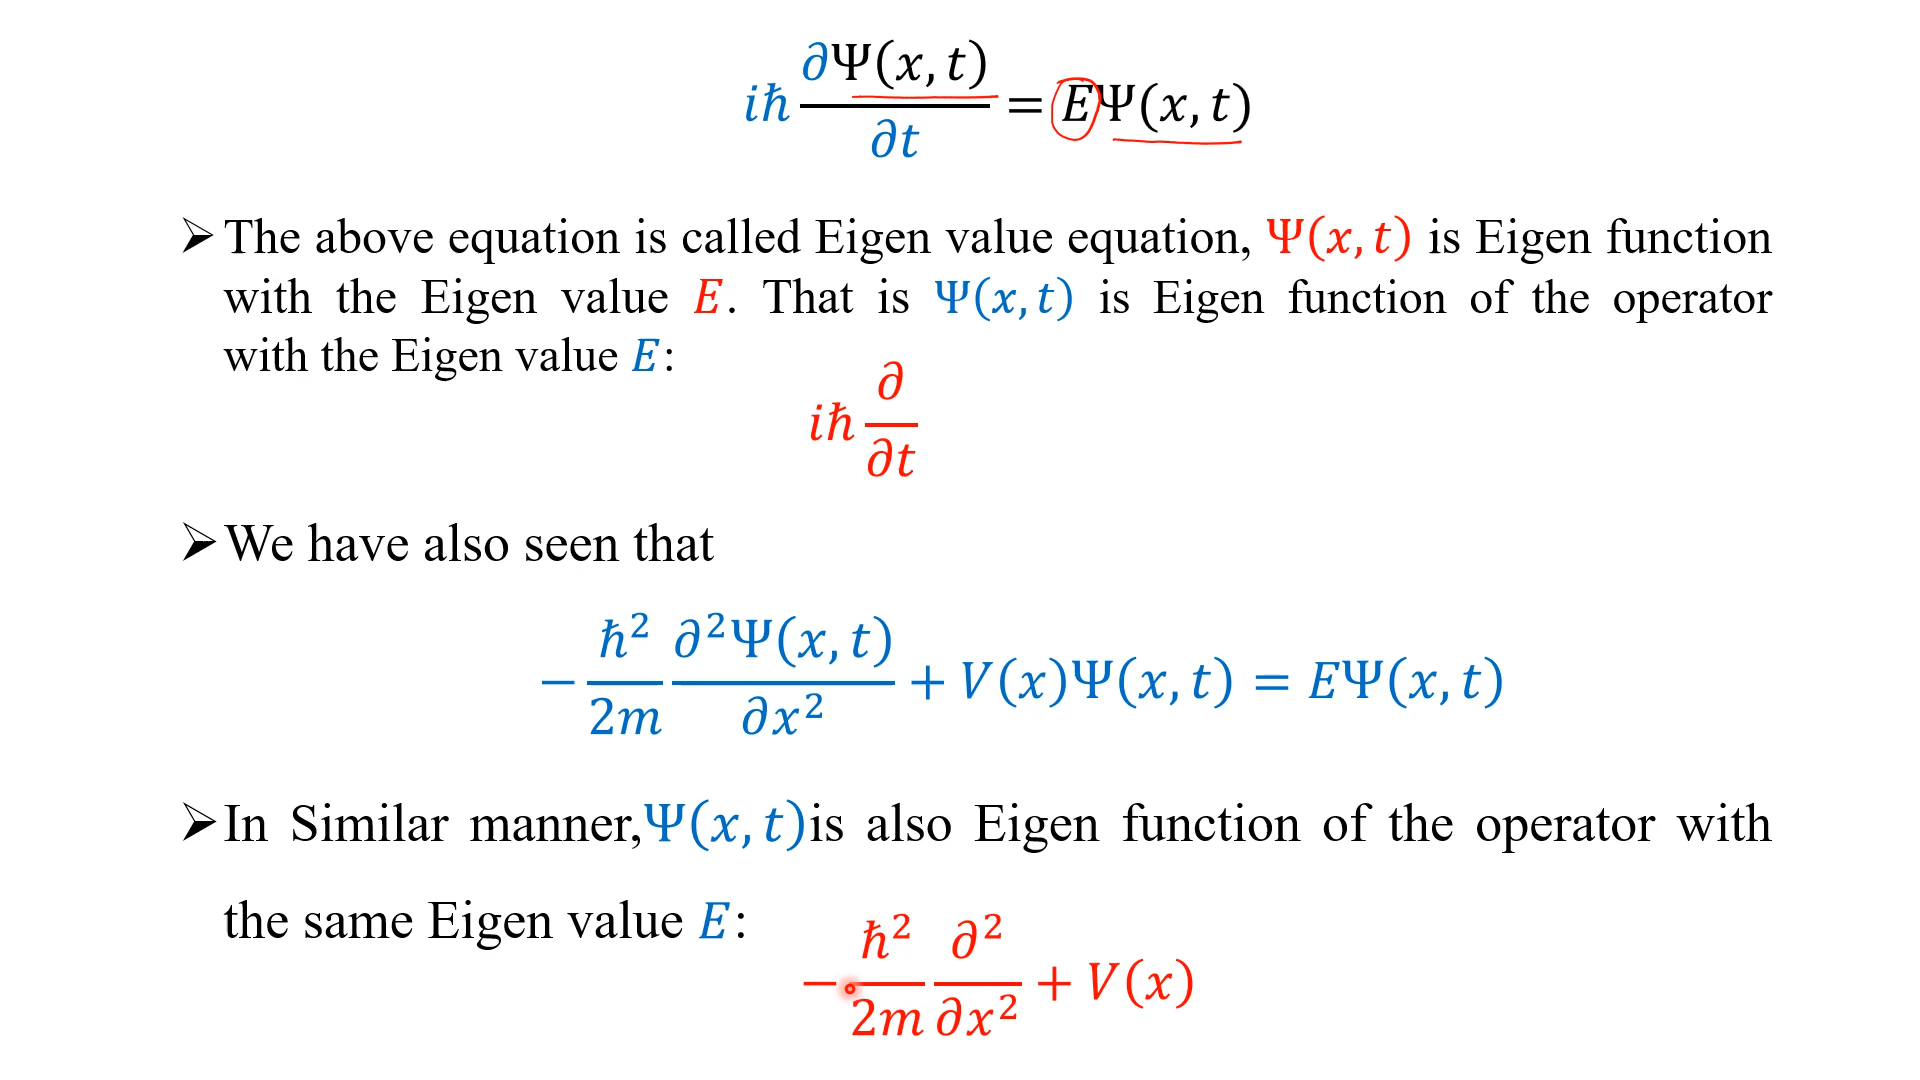 iħ ∂Ψ(x, t)/∂t = EΨ(x, t)
➢ The above equation is called Eigen value equation, Ψ(x, t) is Eigen function
with the Eigen value E. That is Ψ(x, t) is Eigen function of the operator
with the Eigen value E:
iħ ∂/∂t
➢ We have also seen that
− ħ²/2m ∂²Ψ(x, t)/∂x² + V(x)Ψ(x, t) = EΨ(x, t)
➢ In Similar manner,Ψ(x, t)is also Eigen function of the operator with
the same Eigen value E:
− ħ²/2m ∂²/∂x² + V(x)